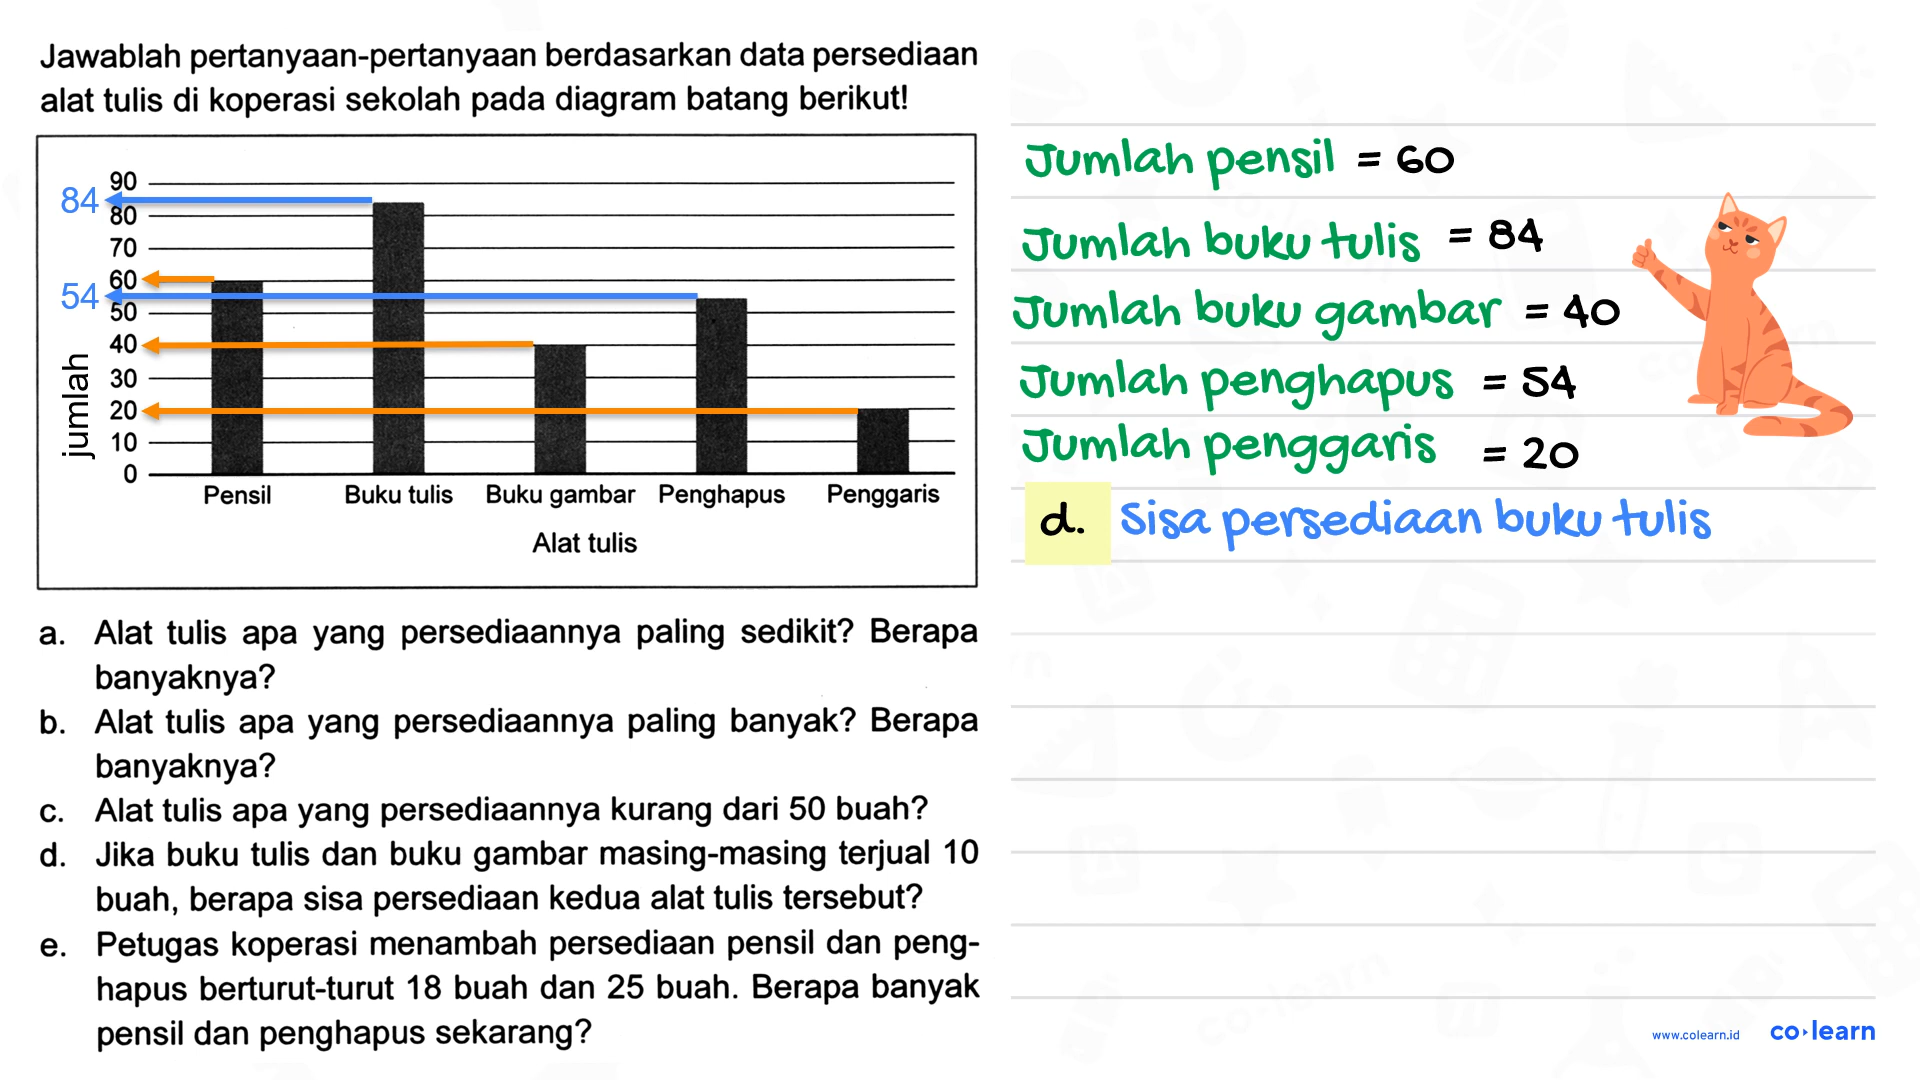 Jawablah pertanyaan-pertanyaan berdasarkan data persediaan
alat tulis di koperasi sekolah pada diagram batang berikut!
90
84
80
70
60
54
50
40
30
20
10
0
jumlah
Pensil Buku tulis Buku gambar Penghapus Penggaris
Alat tulis
a. Alat tulis apa yang persediaannya paling sedikit? Berapa
banyaknya?
b. Alat tulis apa yang persediaannya paling banyak? Berapa
banyaknya?
c. Alat tulis apa yang persediaannya kurang dari 50 buah?
d. Jika buku tulis dan buku gambar masing-masing terjual 10
buah, berapa sisa persediaan kedua alat tulis tersebut?
e. Petugas koperasi menambah persediaan pensil dan peng-
hapus berturut-turut 18 buah dan 25 buah. Berapa banyak
pensil dan penghapus sekarang?
Jumlah pensil = 60
Jumlah buku tulis = 84
Jumlah buku gambar = 40
Jumlah penghapus = 54
Jumlah penggaris = 20
d. Sisa persediaan buku tulis
www.colearn.id co·learn